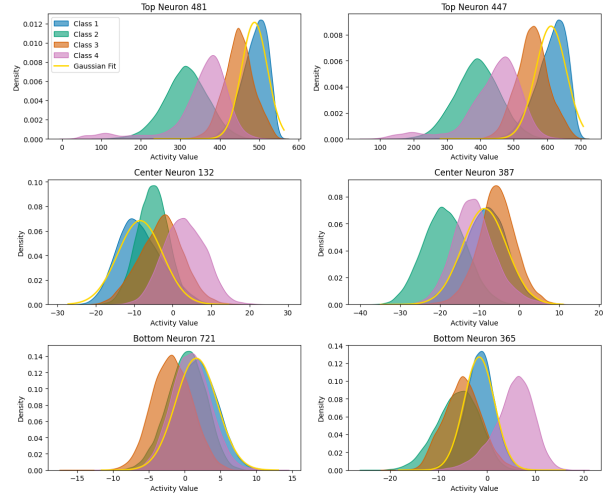 Top Neuron 481
Class 1
Class 2
Class 3
Class 4
Gaussian Fit
Density
0.012
0.010
0.008
0.006
0.004
0.002
0.000
0 100 200 300 400 500 600
Activity Value
Top Neuron 447
Density
0.008
0.006
0.004
0.002
0.000
100 200 300 400 500 600 700
Activity Value
Center Neuron 132
Density
0.10
0.08
0.06
0.04
0.02
0.00
−30 −20 −10 0 10 20 30
Activity Value
Center Neuron 387
Density
0.08
0.06
0.04
0.02
0.00
−40 −30 −20 −10 0 10 20
Activity Value
Bottom Neuron 721
Density
0.14
0.12
0.10
0.08
0.06
0.04
0.02
0.00
−15 −10 −5 0 5 10 15
Activity Value
Bottom Neuron 365
Density
0.14
0.12
0.10
0.08
0.06
0.04
0.02
0.00
−20 −10 0 10 20
Activity Value